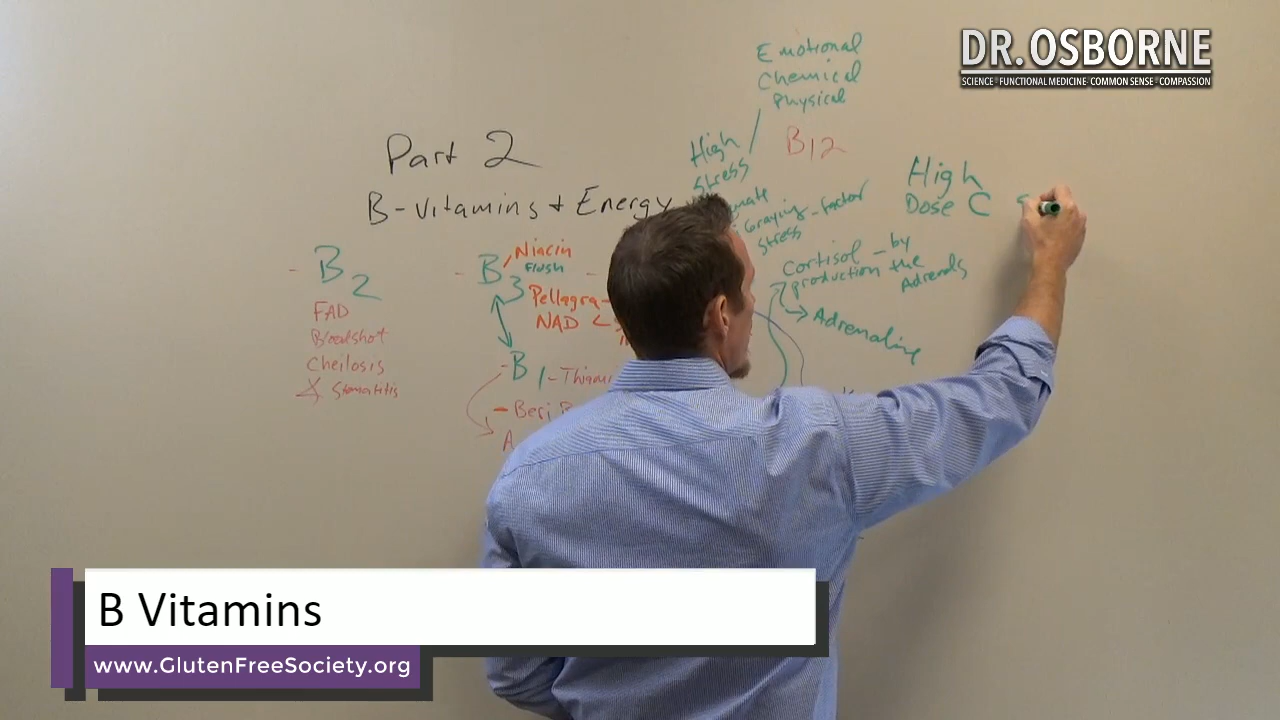 DR. OSBORNE
SCIENCE · FUNCTIONAL MEDICINE · COMMON SENSE · COMPASSION
Emotional
Chemical
Physical
Part 2
B-Vitamins + Energy
High
Stress
B12
Graying - factor
Stress
High
Dose C
Cortisol - by
production the
Adrenals
Adrenaline
B2
FAD
Bloodshot
Cheilosis
Stomatitis
B3
Niacin
Flush
Pellagra-
NAD
B1 - Thiami
- Beri B
A
B Vitamins
www.GlutenFreeSociety.org